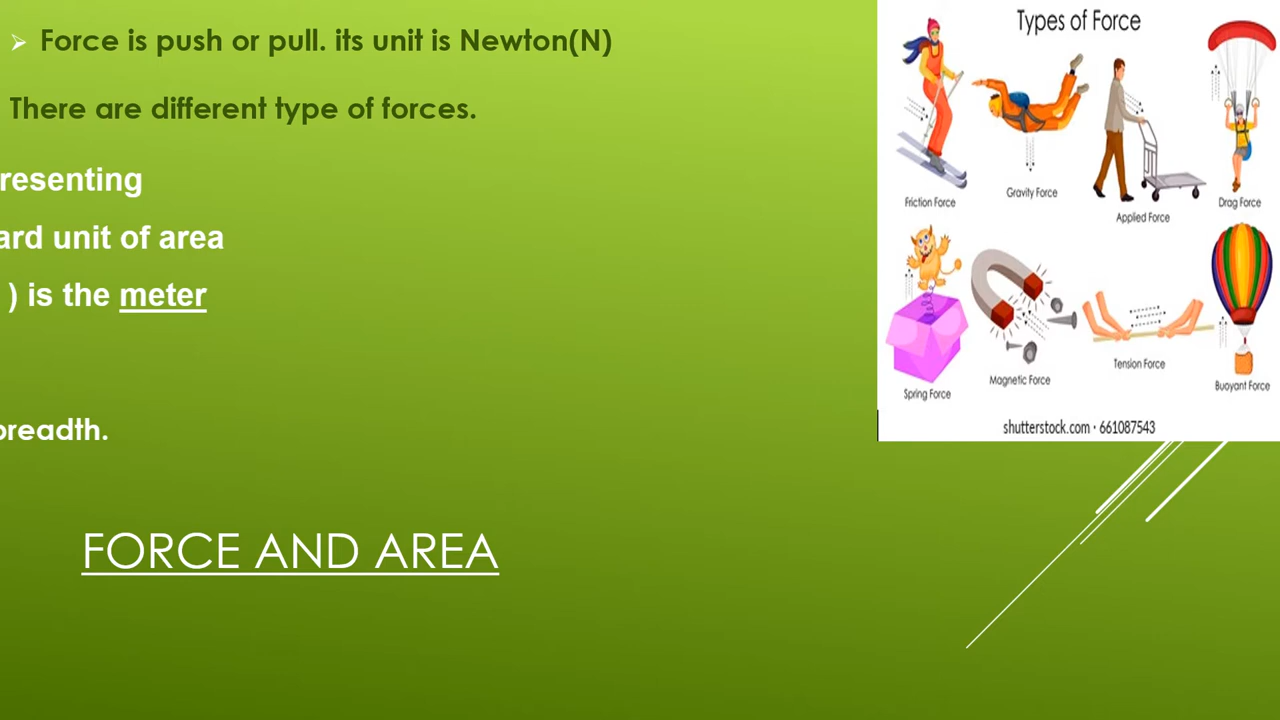 Force is push or pull. its unit is Newton(N)
There are different type of forces.
resenting
ard unit of area
) is the meter
breadth.
FORCE AND AREA
Types of Force
Friction Force
Gravity Force
Applied Force
Drag Force
Spring Force
Magnetic Force
Tension Force
Buoyant Force
shutterstock.com · 661087543